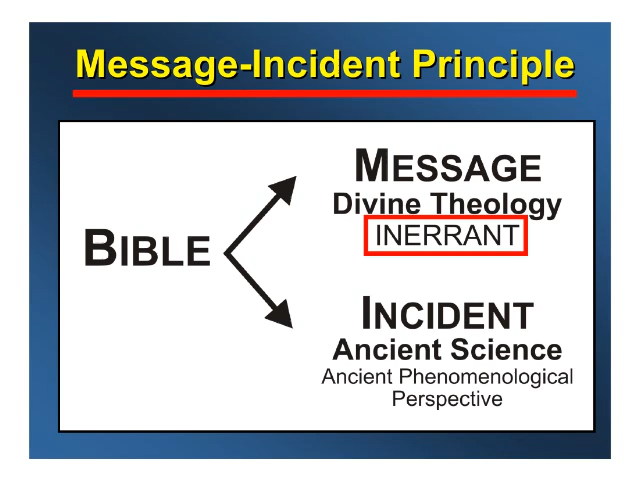 Message-Incident Principle
BIBLE
MESSAGE
Divine Theology
INERRANT
INCIDENT
Ancient Science
Ancient Phenomenological
Perspective